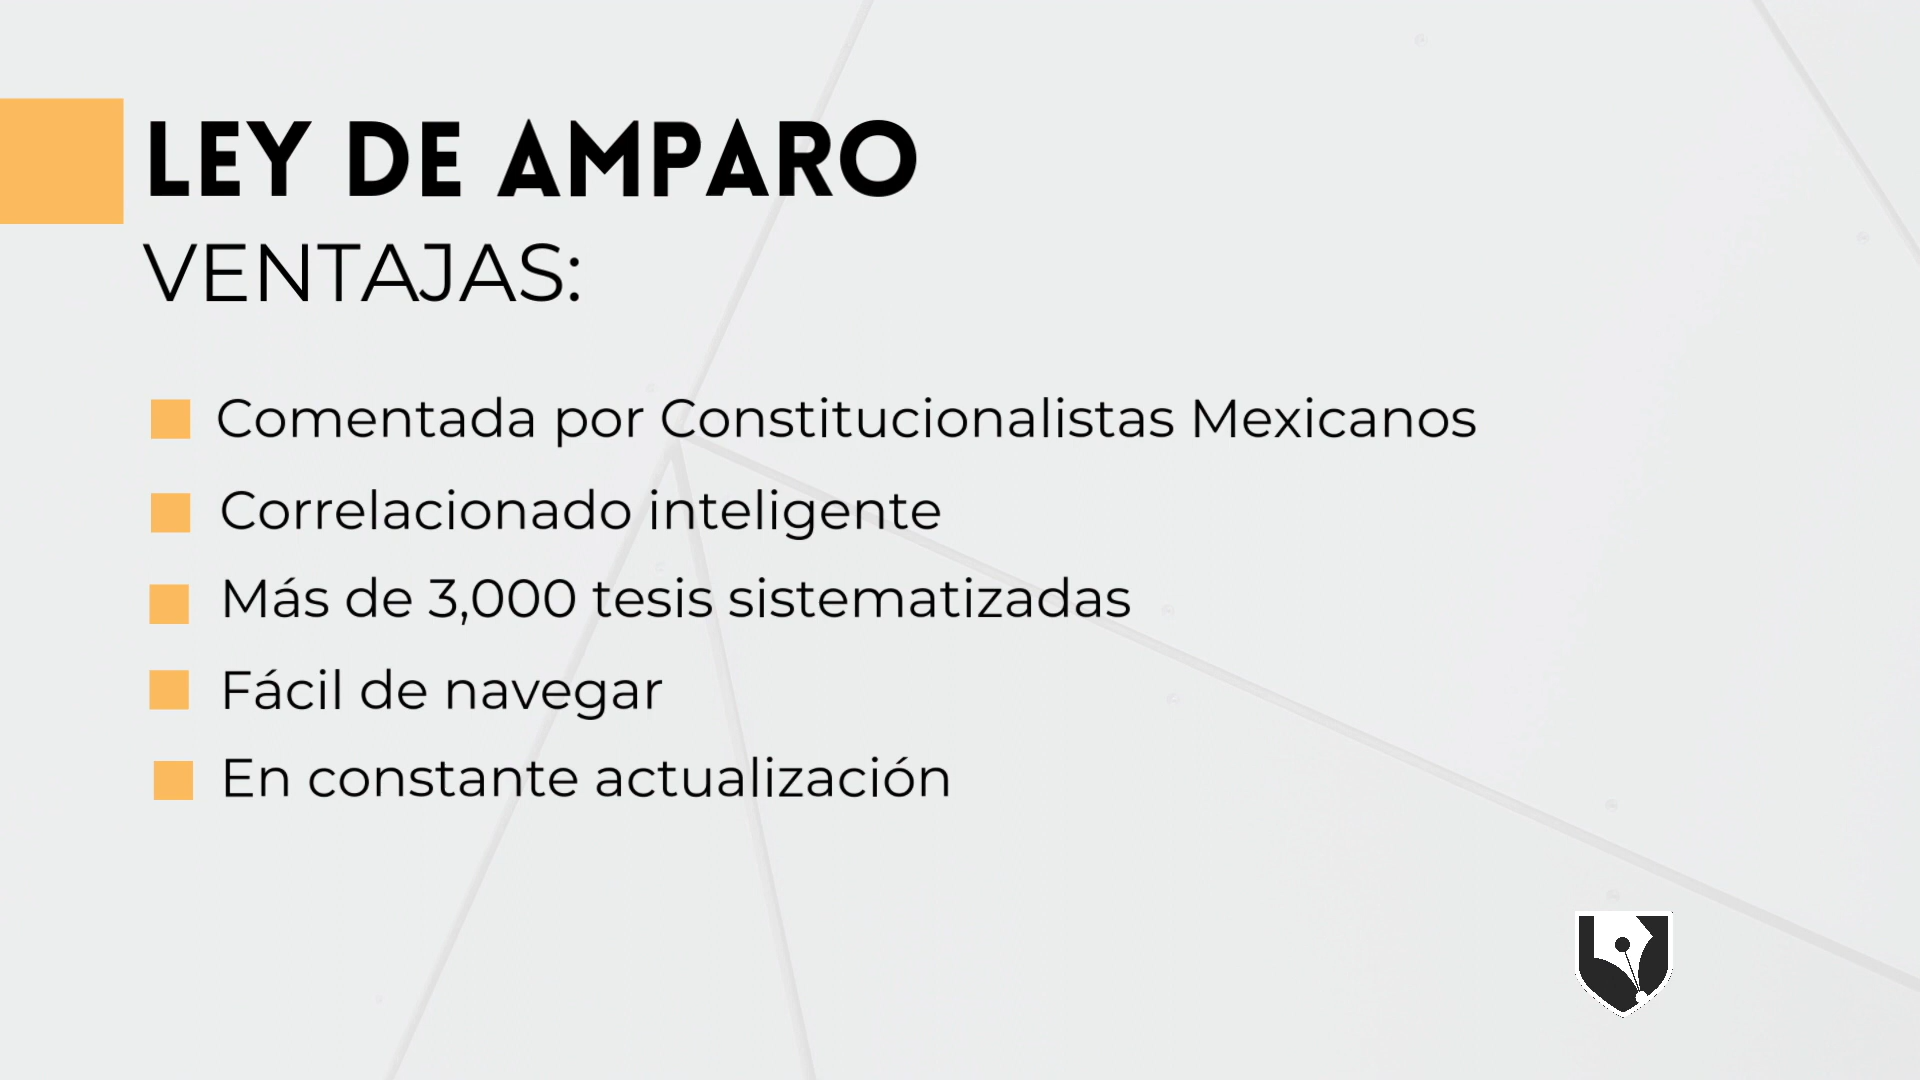 LEY DE AMPARO
VENTAJAS:
Comentada por Constitucionalistas Mexicanos
Correlacionado inteligente
Más de 3,000 tesis sistematizadas
Fácil de navegar
En constante actualización